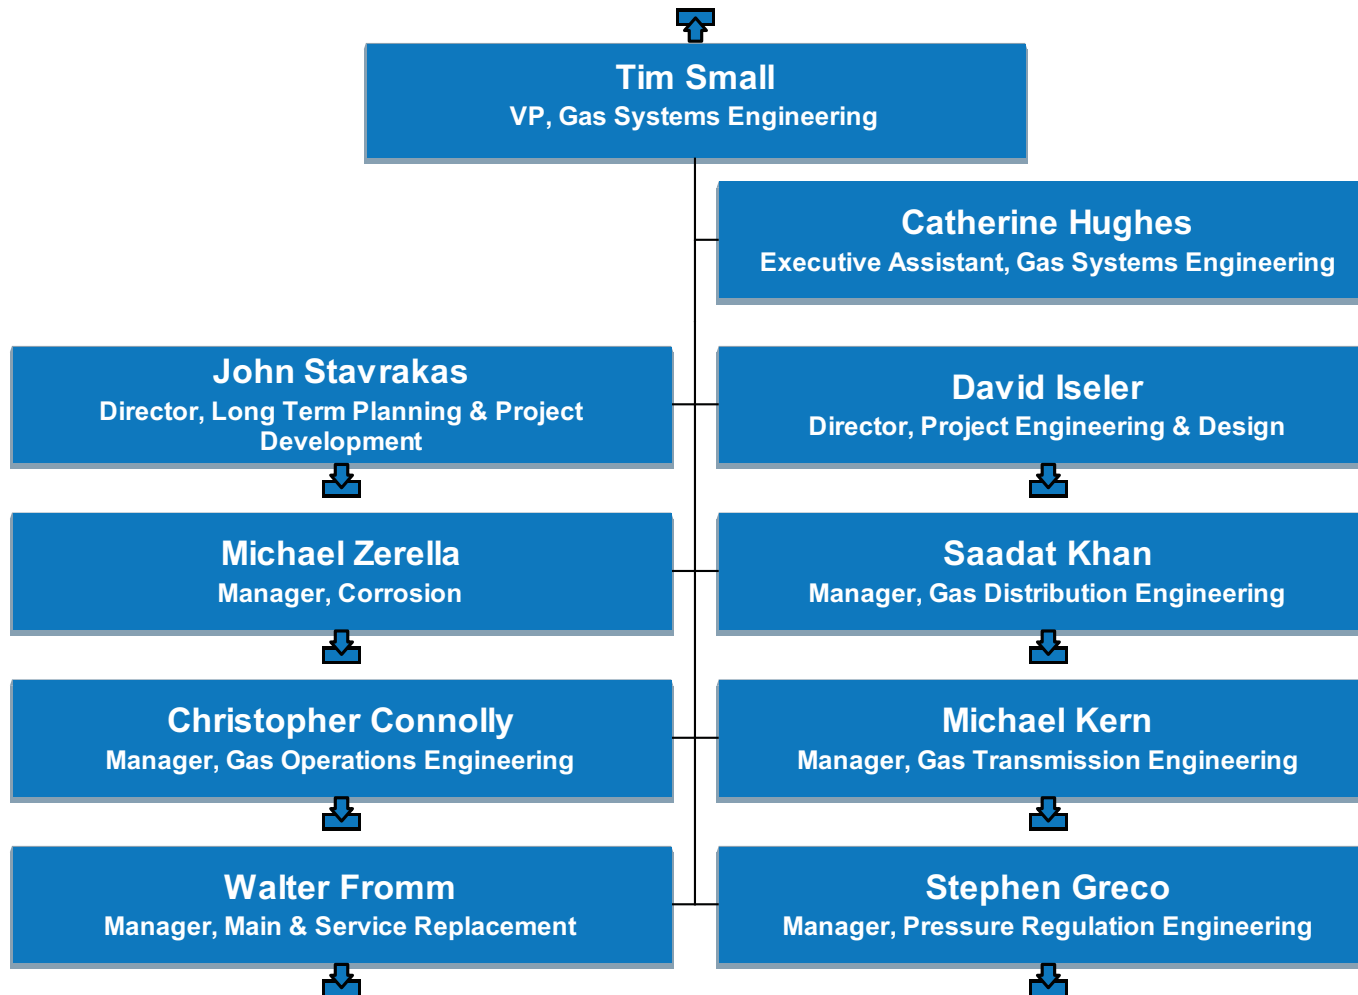 Tim Small
VP, Gas Systems Engineering
Catherine Hughes
Executive Assistant, Gas Systems Engineering
John Stavrakas
Director, Long Term Planning & Project
Development
David Iseler
Director, Project Engineering & Design
Michael Zerella
Manager, Corrosion
Saadat Khan
Manager, Gas Distribution Engineering
Christopher Connolly
Manager, Gas Operations Engineering
Michael Kern
Manager, Gas Transmission Engineering
Walter Fromm
Manager, Main & Service Replacement
Stephen Greco
Manager, Pressure Regulation Engineering